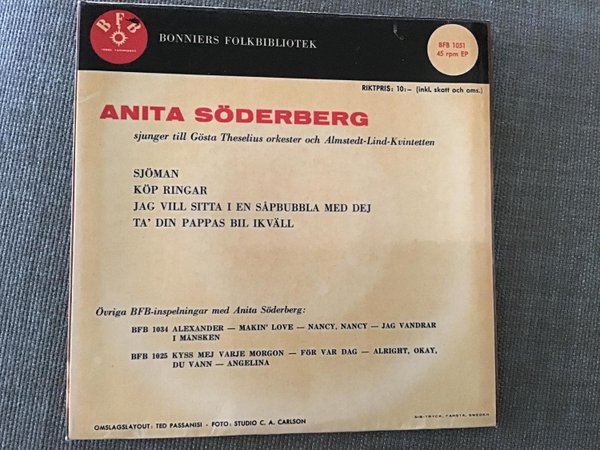 BFB
BONNIERS FOLKBIBLIOTEK
BFB 1051
45 rpm EP
RIKTPRIS: 10:— (inkl. skatt och oms.)
ANITA SÖDERBERG
sjunger till Gösta Theselius orkester och Almstedt-Lind-Kvintetten
SJÖMAN
KÖP RINGAR
JAG VILL SITTA I EN SÅPBUBBLA MED DEJ
TA' DIN PAPPAS BIL IKVÄLL
Övriga BFB-inspelningar med Anita Söderberg:
BFB 1034 ALEXANDER — MAKIN' LOVE — NANCY, NANCY — JAG VANDRAR
I MÅNSKEN
BFB 1025 KYSS MEJ VARJE MORGON — FÖR VAR DAG — ALRIGHT, OKAY,
DU VANN — ANGELINA
OMSLAGSLAYOUT: TED PASSANISI - FOTO: STUDIO C. A. CARLSON
SIB-TRYCK, FARSTA, SWEDEN